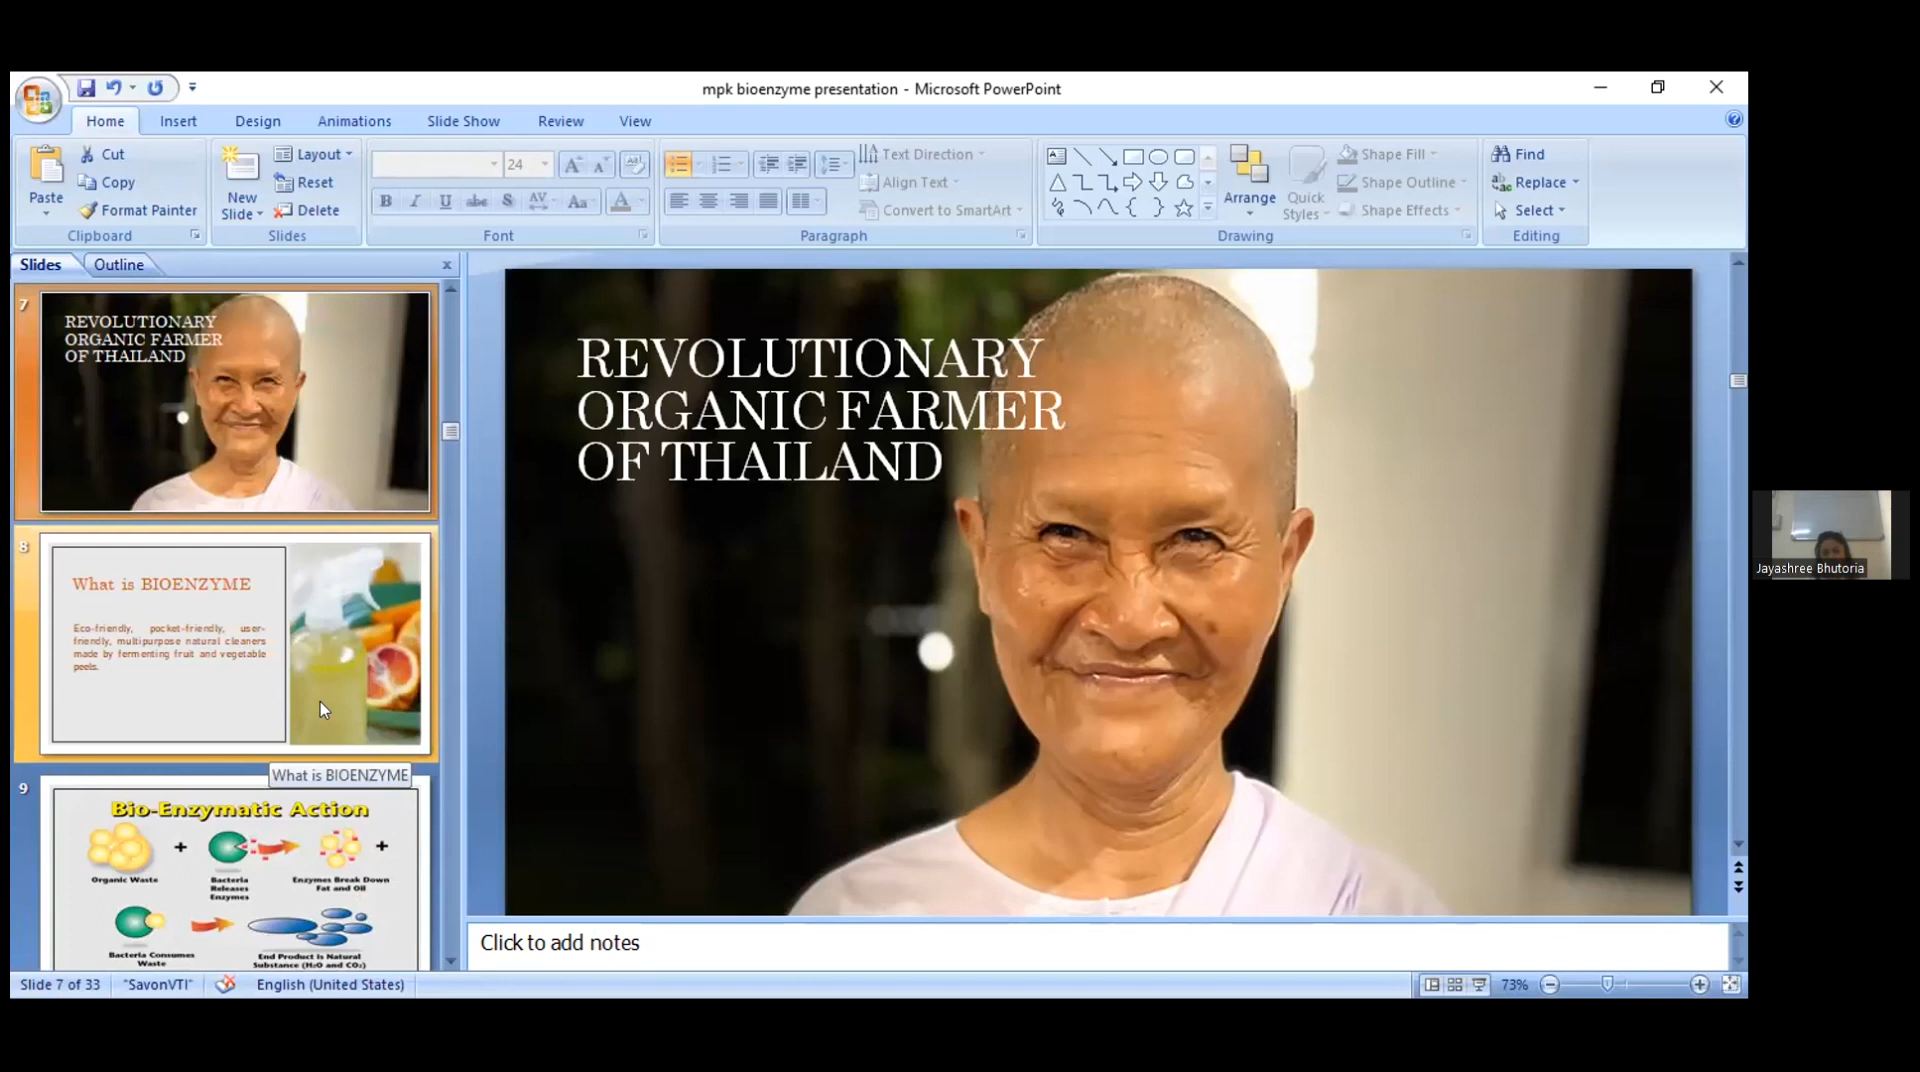 mpk bioenzyme presentation - Microsoft PowerPoint
Home Insert Design Animations Slide Show Review View
Paste
Cut
Copy
Format Painter
Clipboard
New Slide
Layout
Reset
Delete
Slides
24
B I U abc S AV Aa A
Font
Text Direction
Align Text
Convert to SmartArt
Paragraph
Arrange
Quick Styles
Shape Fill
Shape Outline
Shape Effects
Drawing
Find
Replace
Select
Editing
Slides Outline x
7
REVOLUTIONARY
ORGANIC FARMER
OF THAILAND
8
What is BIOENZYME
Eco-friendly, pocket-friendly, user-
friendly, multipurpose natural cleaners
made by fermenting fruit and vegetable
peels.
What is BIOENZYME
9
Bio-Enzymatic Action
Organic Waste
+
Bacteria
Releases
Enzymes
Enzymes Break Down
Fat and Oil
+
Bacteria Consumes
Waste
End Product Is Natural
Substance (H2O and CO2)
REVOLUTIONARY
ORGANIC FARMER
OF THAILAND
Click to add notes
Slide 7 of 33 "SavonVTI" English (United States) 73%
Jayashree Bhutoria